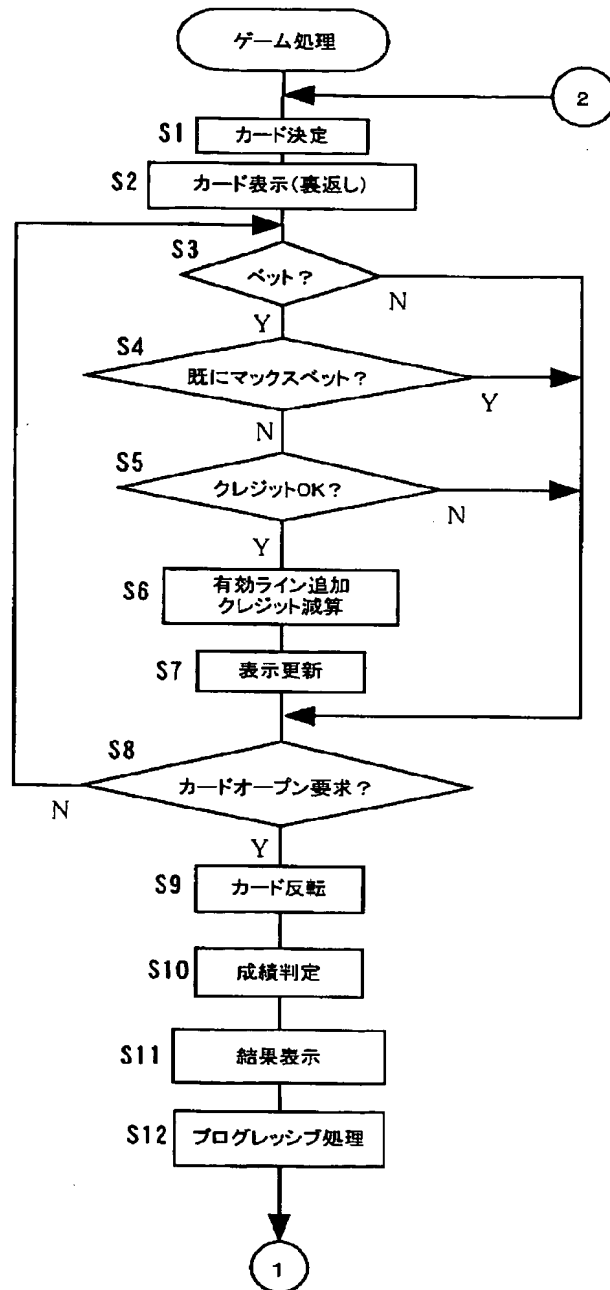 ゲーム処理
2
S1
カード決定
S2
カード表示(裏返し)
S3
ベット?
N
Y
S4
既にマックスベット?
Y
N
S5
クレジットOK?
N
Y
S6
有効ライン追加
クレジット減算
S7
表示更新
S8
カードオープン要求?
N
Y
S9
カード反転
S10
成績判定
S11
結果表示
S12
プログレッシブ処理
1